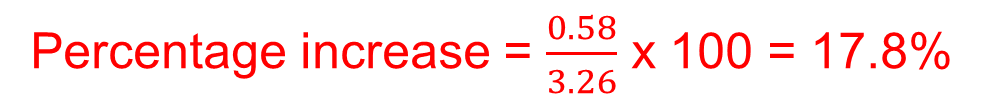 Percentage increase = 0.58/3.26 x 100 = 17.8%